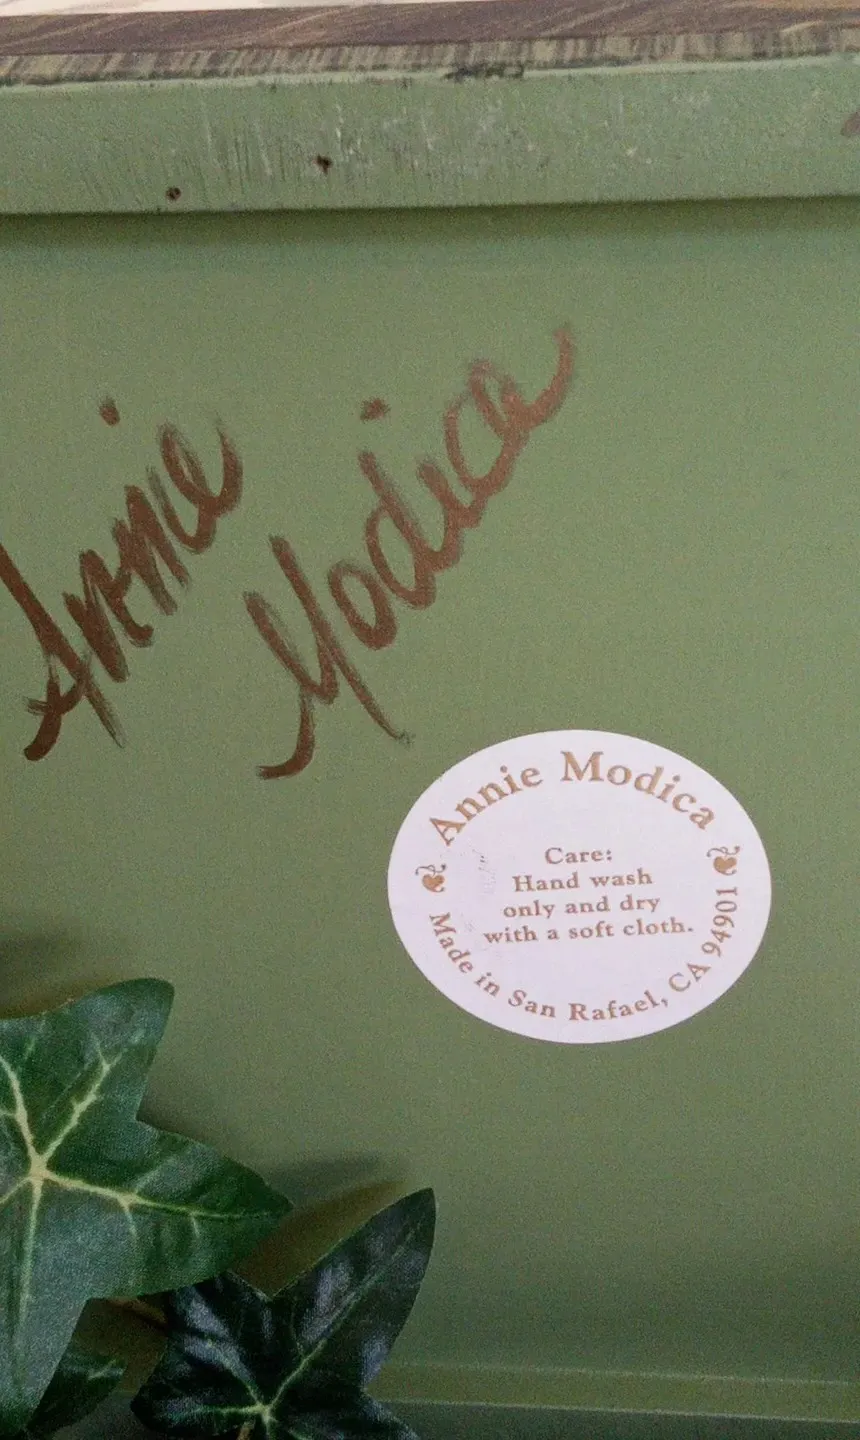 Annie
Modica
Annie Modica
Care:
Hand wash
only and dry
with a soft cloth.
Made in San Rafael, CA 94901